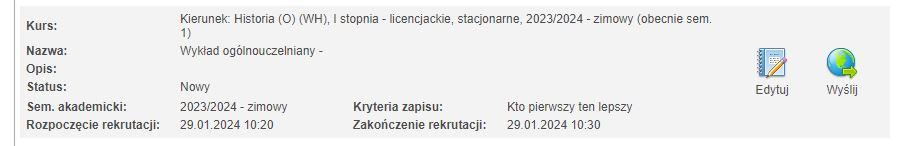 Kurs: Kierunek: Historia (O) (WH), I stopnia - licencjackie, stacjonarne, 2023/2024 - zimowy (obecnie sem.
1)
Nazwa: Wykład ogólnouczelniany -
Opis:
Status: Nowy
Sem. akademicki: 2023/2024 - zimowy Kryteria zapisu: Kto pierwszy ten lepszy
Rozpoczęcie rekrutacji: 29.01.2024 10:20 Zakończenie rekrutacji: 29.01.2024 10:30
Edytuj Wyślij